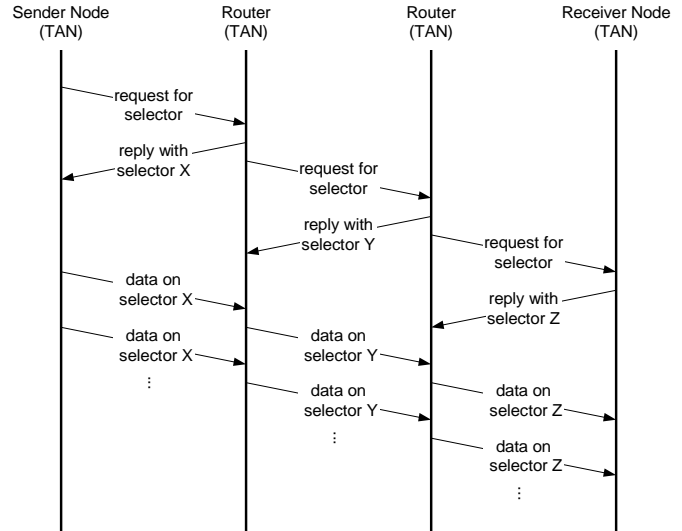 Sender Node
(TAN)
Router
(TAN)
Router
(TAN)
Receiver Node
(TAN)
request for
selector
reply with
selector X
request for
selector
reply with
selector Y
request for
selector
data on
selector X
reply with
selector Z
data on
selector X
data on
selector Y
...
data on
selector Y
data on
selector Z
...
data on
selector Z
...